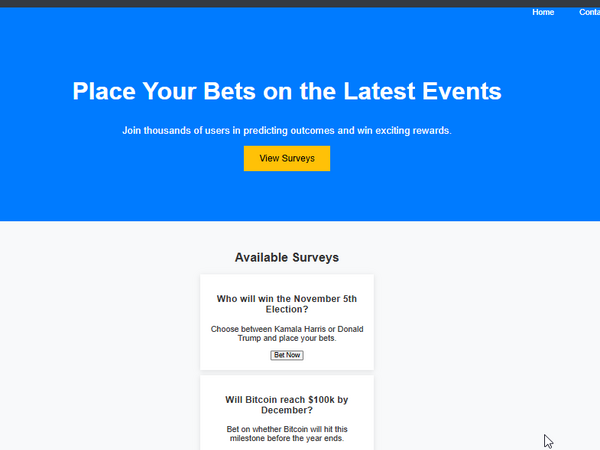 Home
Conta
Place Your Bets on the Latest Events
Join thousands of users in predicting outcomes and win exciting rewards.
View Surveys
Available Surveys
Who will win the November 5th
Election?
Choose between Kamala Harris or Donald
Trump and place your bets.
Bet Now
Will Bitcoin reach $100k by
December?
Bet on whether Bitcoin will hit this
milestone before the year ends.